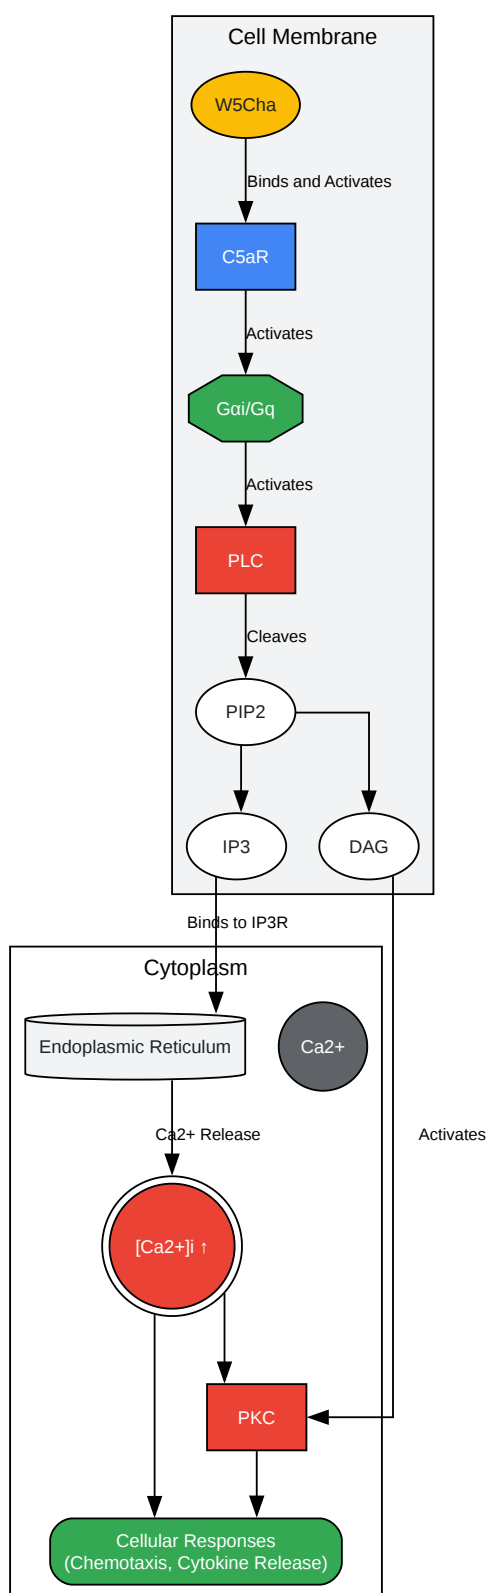 Cell Membrane
W5Cha
Binds and Activates
C5aR
Activates
Gαi/Gq
Activates
PLC
Cleaves
PIP2
IP3
DAG
Binds to IP3R
Cytoplasm
Endoplasmic Reticulum
Ca2+
Ca2+ Release
Activates
[Ca2+]i ↑
PKC
Cellular Responses
(Chemotaxis, Cytokine Release)